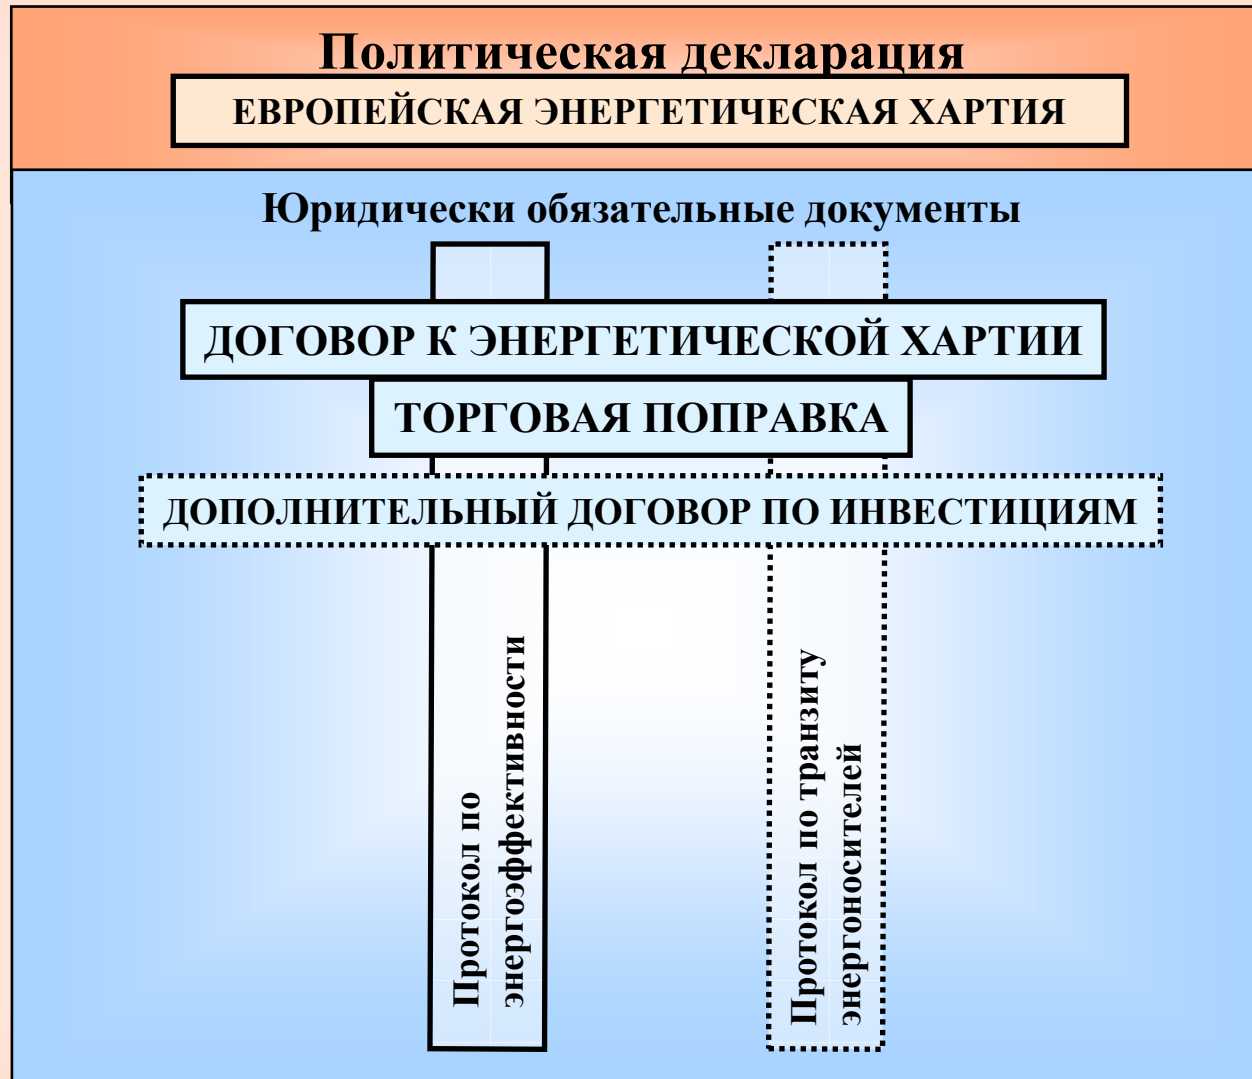 Политическая декларация
ЕВРОПЕЙСКАЯ ЭНЕРГЕТИЧЕСКАЯ ХАРТИЯ
Юридически обязательные документы
ДОГОВОР К ЭНЕРГЕТИЧЕСКОЙ ХАРТИИ
ТОРГОВАЯ ПОПРАВКА
ДОПОЛНИТЕЛЬНЫЙ ДОГОВОР ПО ИНВЕСТИЦИЯМ
Протокол по
энергоэффективности
Протокол по транзиту
энергоносителей